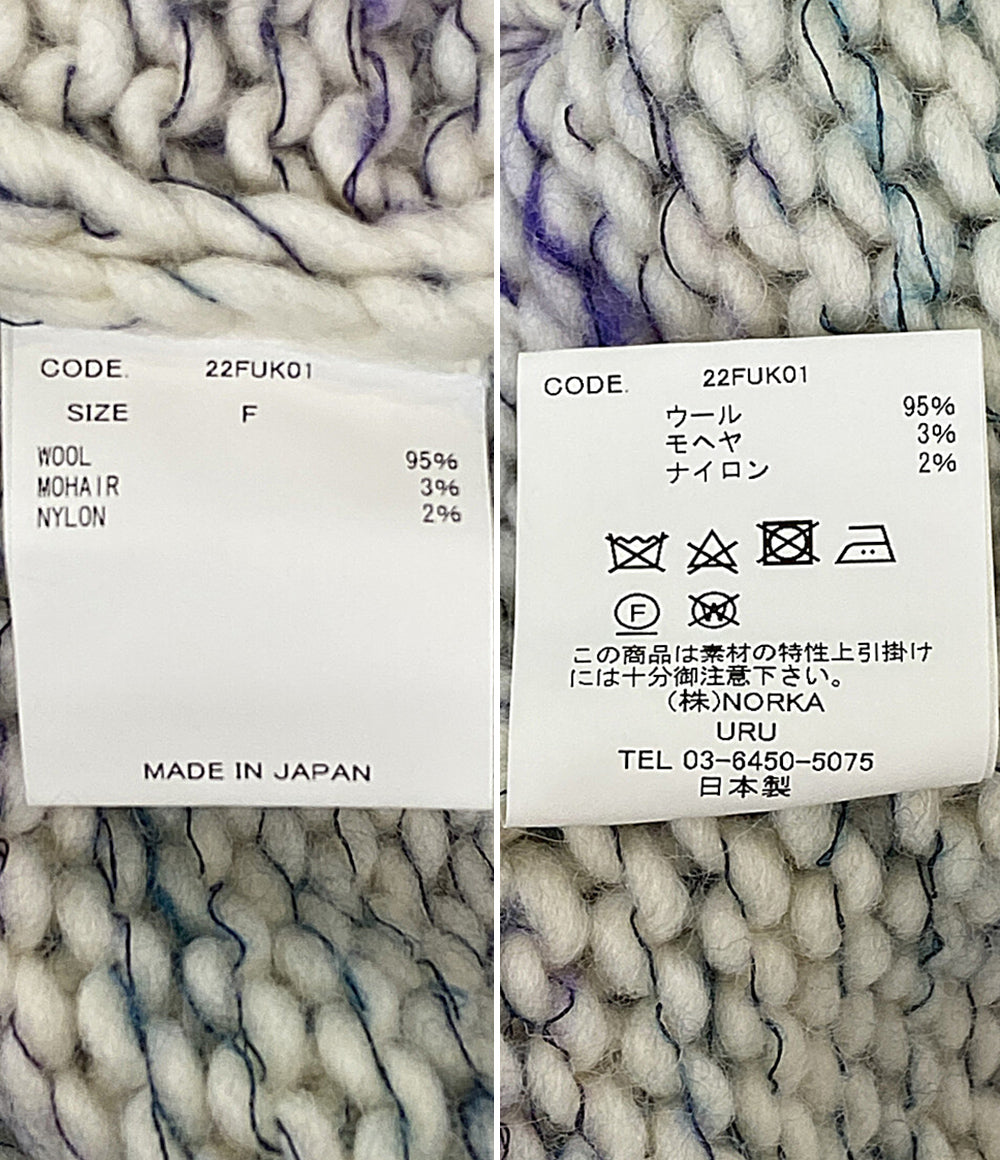 CODE. 22FUK01
SIZE F
WOOL 95%
MOHAIR 3%
NYLON 2%
MADE IN JAPAN
CODE. 22FUK01
ウール 95%
モヘヤ 3%
ナイロン 2%
F
W
この商品は素材の特性上引掛け
には十分御注意下さい。
(株)NORKA
URU
TEL 03-6450-5075
日本製